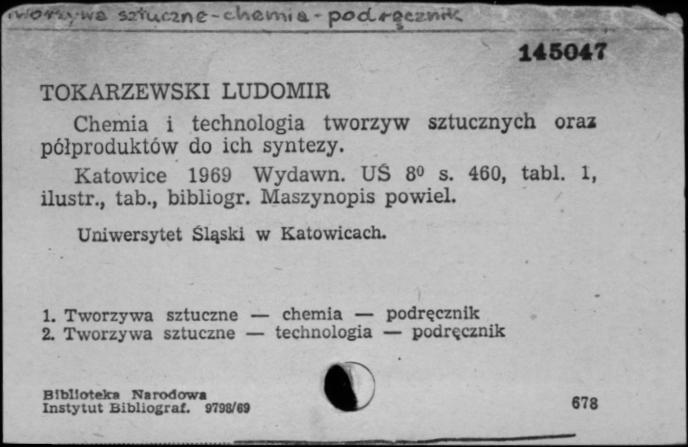 Tworzywa sztuczne - chemia - podręcznik
145047
TOKARZEWSKI LUDOMIR
Chemia i technologia tworzyw sztucznych oraz
półproduktów do ich syntezy.
Katowice 1969 Wydawn. UŚ 8⁰ s. 460, tabl. 1,
ilustr., tab., bibliogr. Maszynopis powiel.
Uniwersytet Śląski w Katowicach.
1. Tworzywa sztuczne — chemia — podręcznik
2. Tworzywa sztuczne — technologia — podręcznik
Biblioteka Narodowa
Instytut Bibliograf. 9798/69
678